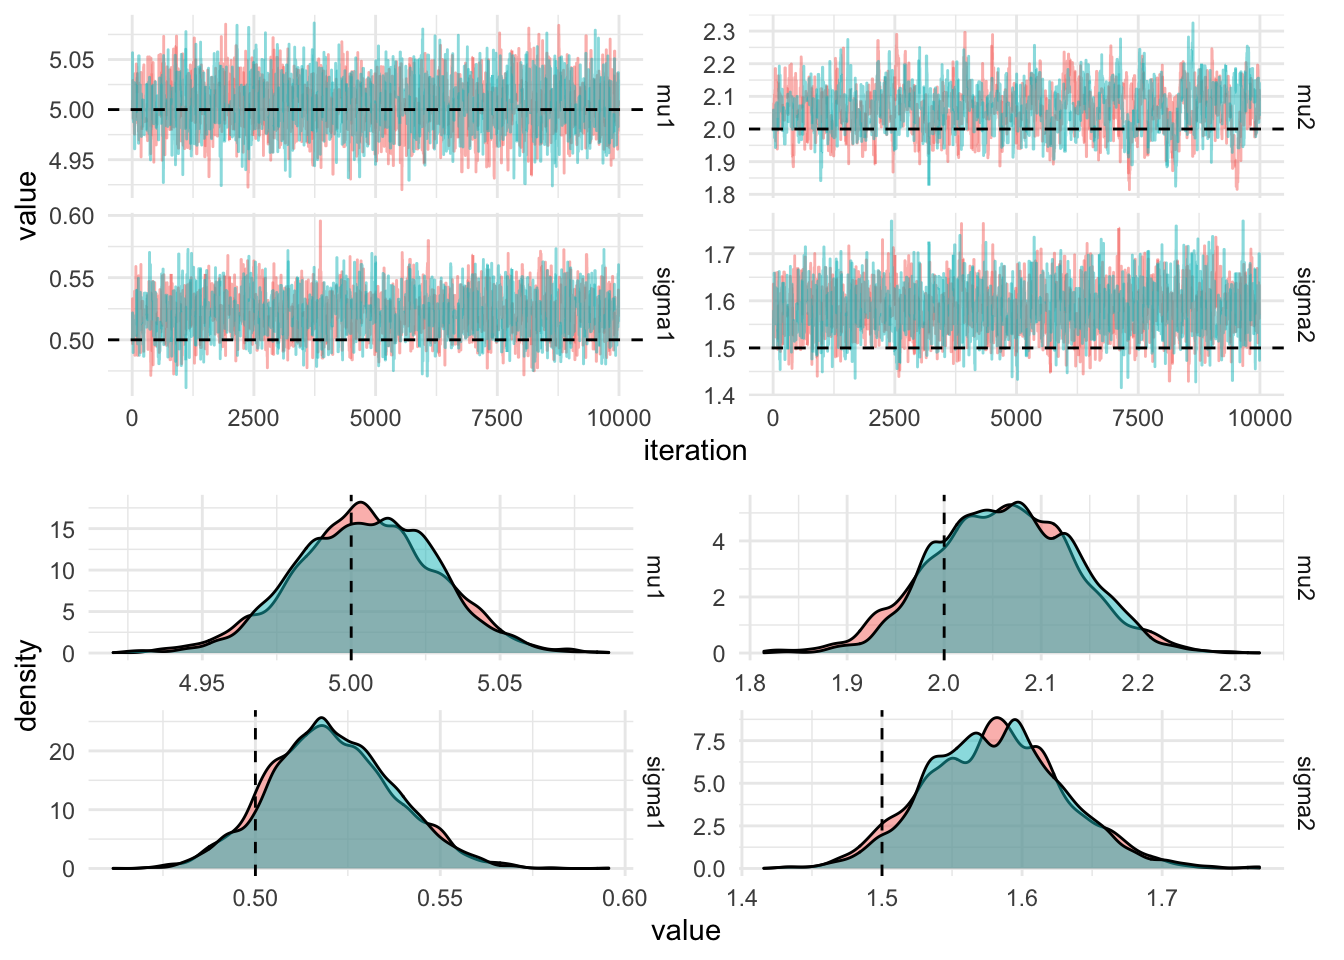 value
5.05
5.00
4.95
mu1
2.3
2.2
2.1
2.0
1.9
1.8
mu2
0.60
0.55
0.50
sigma1
1.7
1.6
1.5
1.4
sigma2
0 2500 5000 7500 10000
0 2500 5000 7500 10000
iteration
density
15
10
5
0
mu1
4.95 5.00 5.05
4
2
0
mu2
1.8 1.9 2.0 2.1 2.2 2.3
20
10
0
sigma1
0.50 0.55 0.60
7.5
5.0
2.5
0.0
sigma2
1.4 1.5 1.6 1.7
value